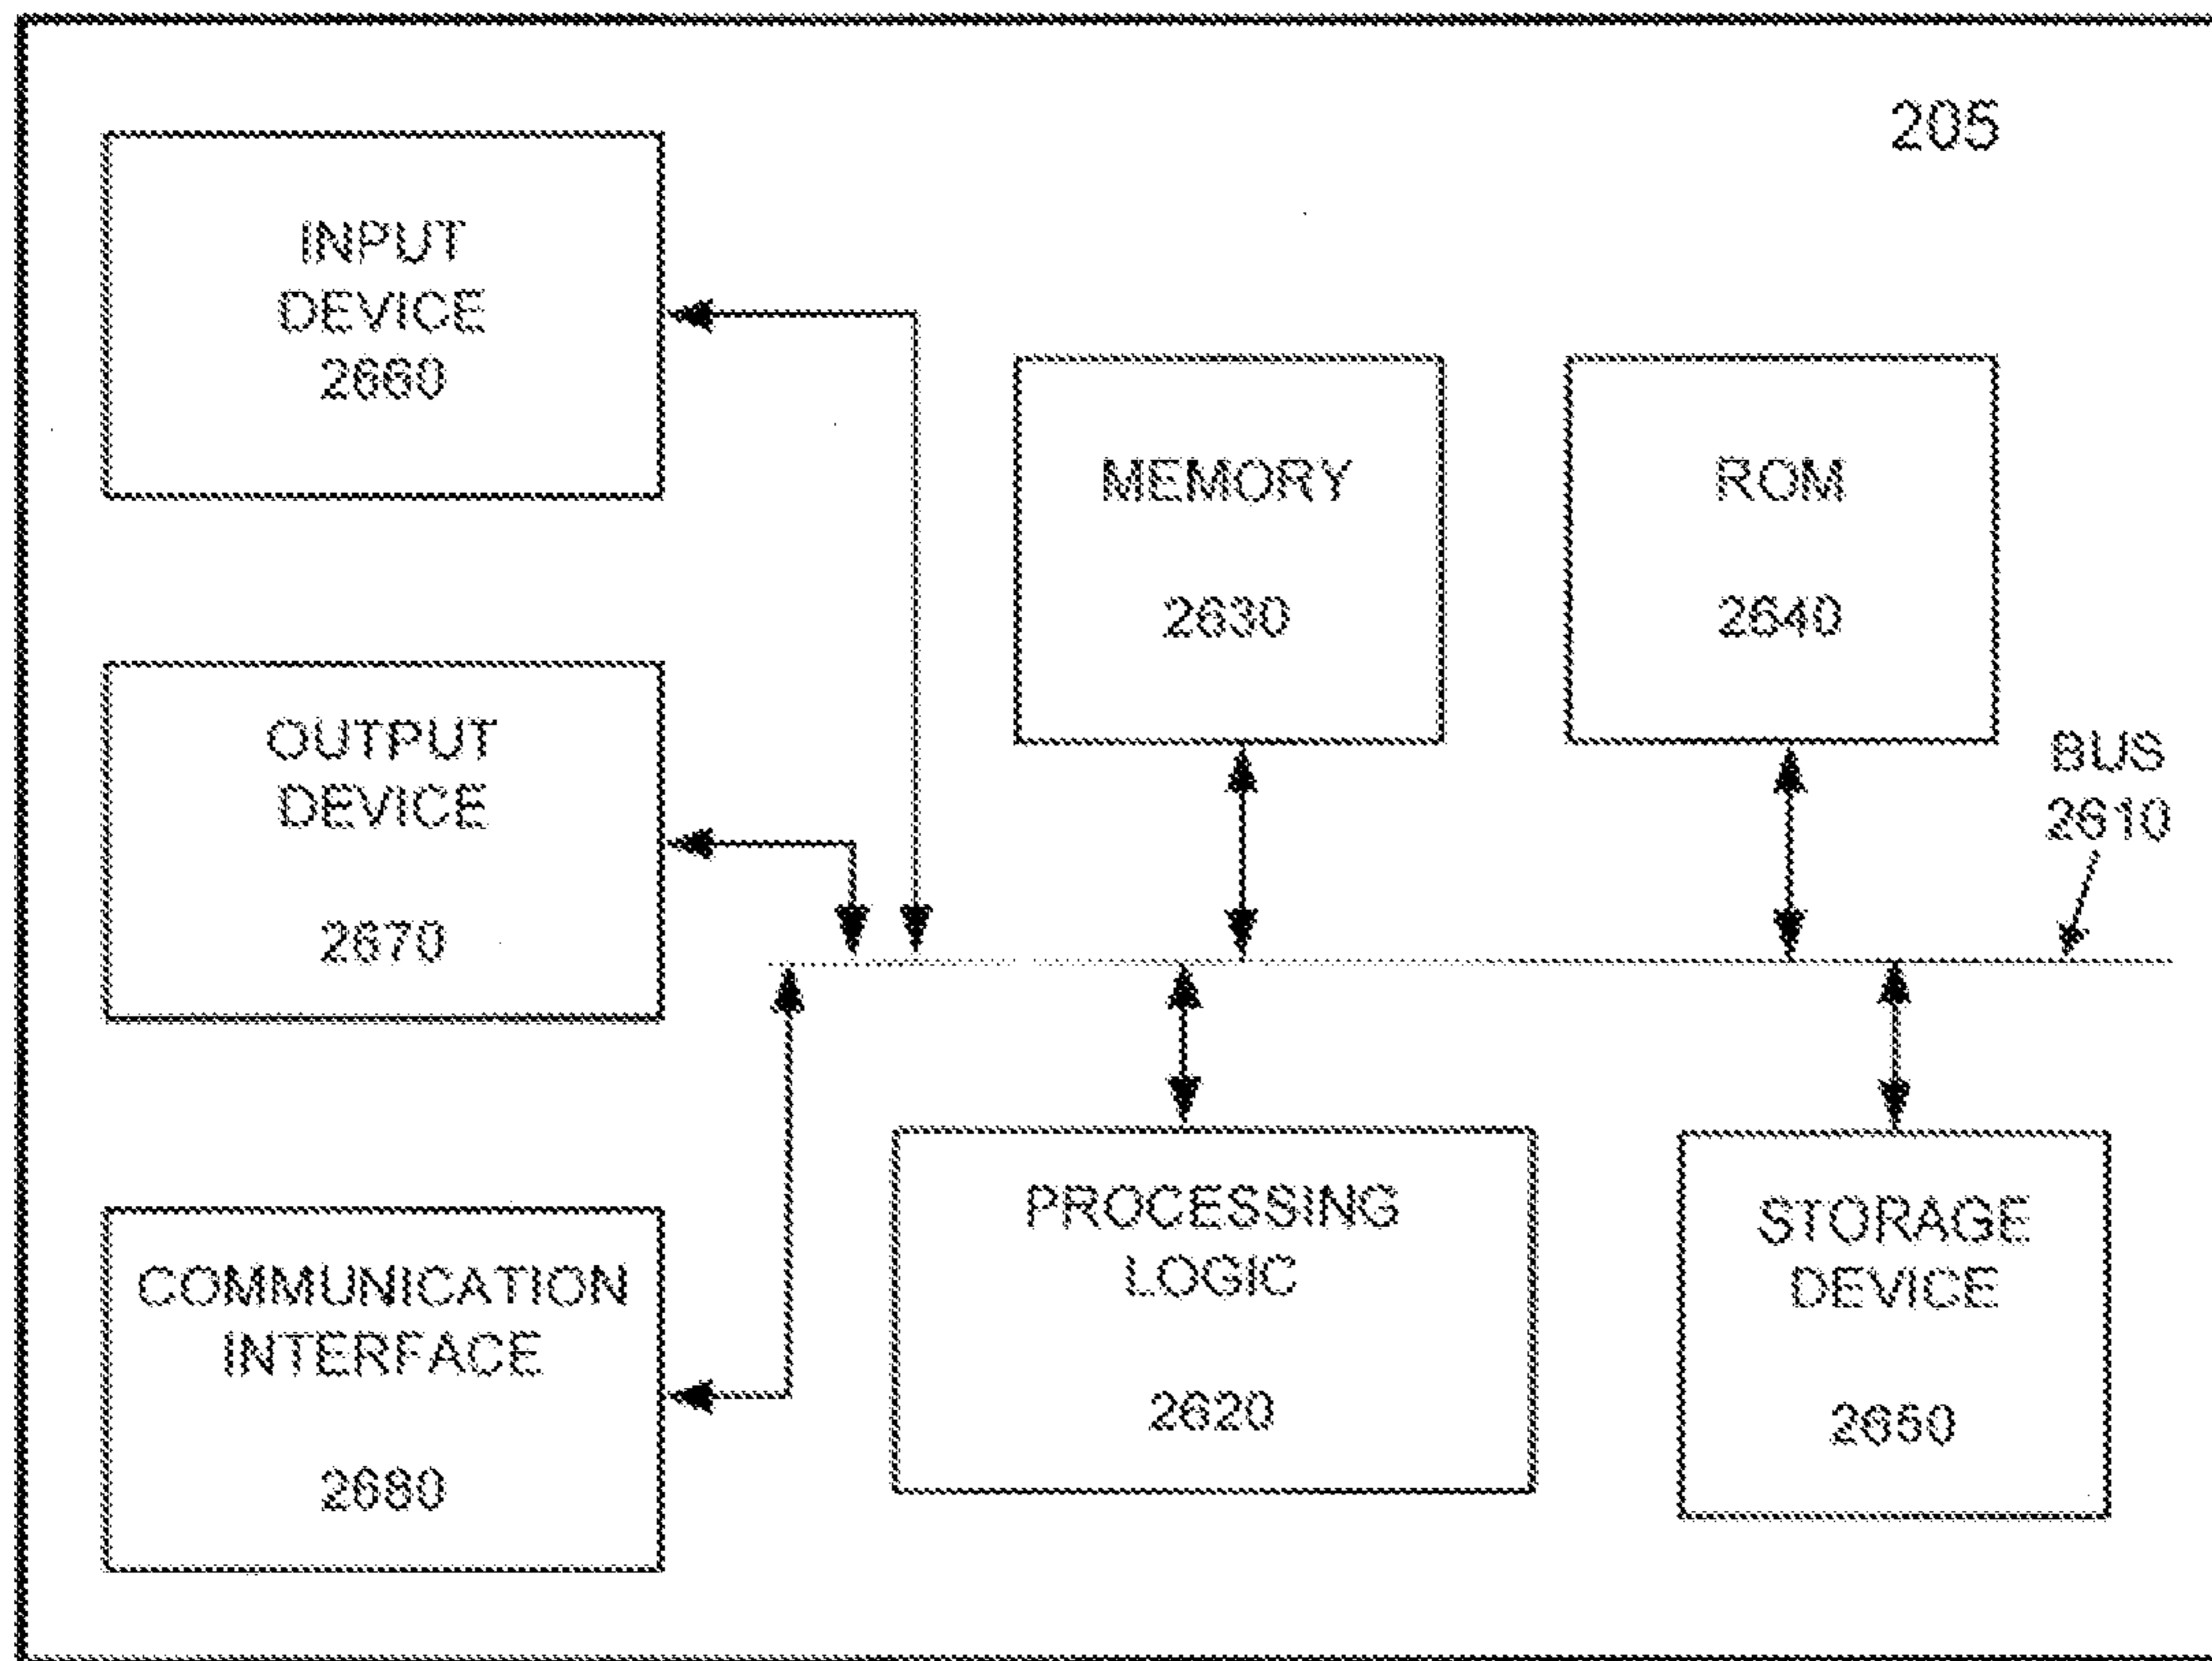 205
INPUT
DEVICE
2660
MEMORY
2630
ROM
2640
OUTPUT
DEVICE
2670
BUS
2610
COMMUNICATION
INTERFACE
2680
PROCESSING
LOGIC
2620
STORAGE
DEVICE
2650